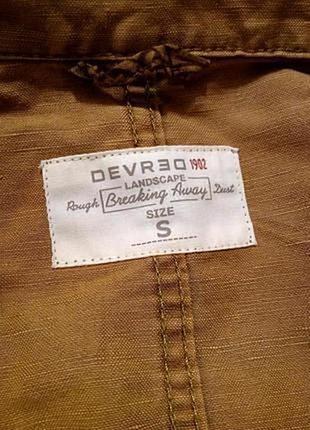 DEVRED 1902
LANDSCAPE
Rough Breaking Away Dust
SIZE
S